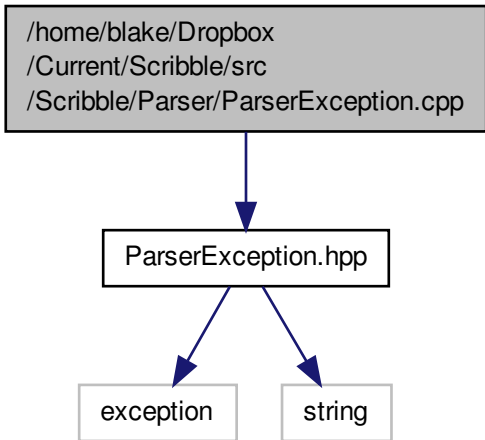 /home/blake/Dropbox
/Current/Scribble/src
/Scribble/Parser/ParserException.cpp
ParserException.hpp
exception
string